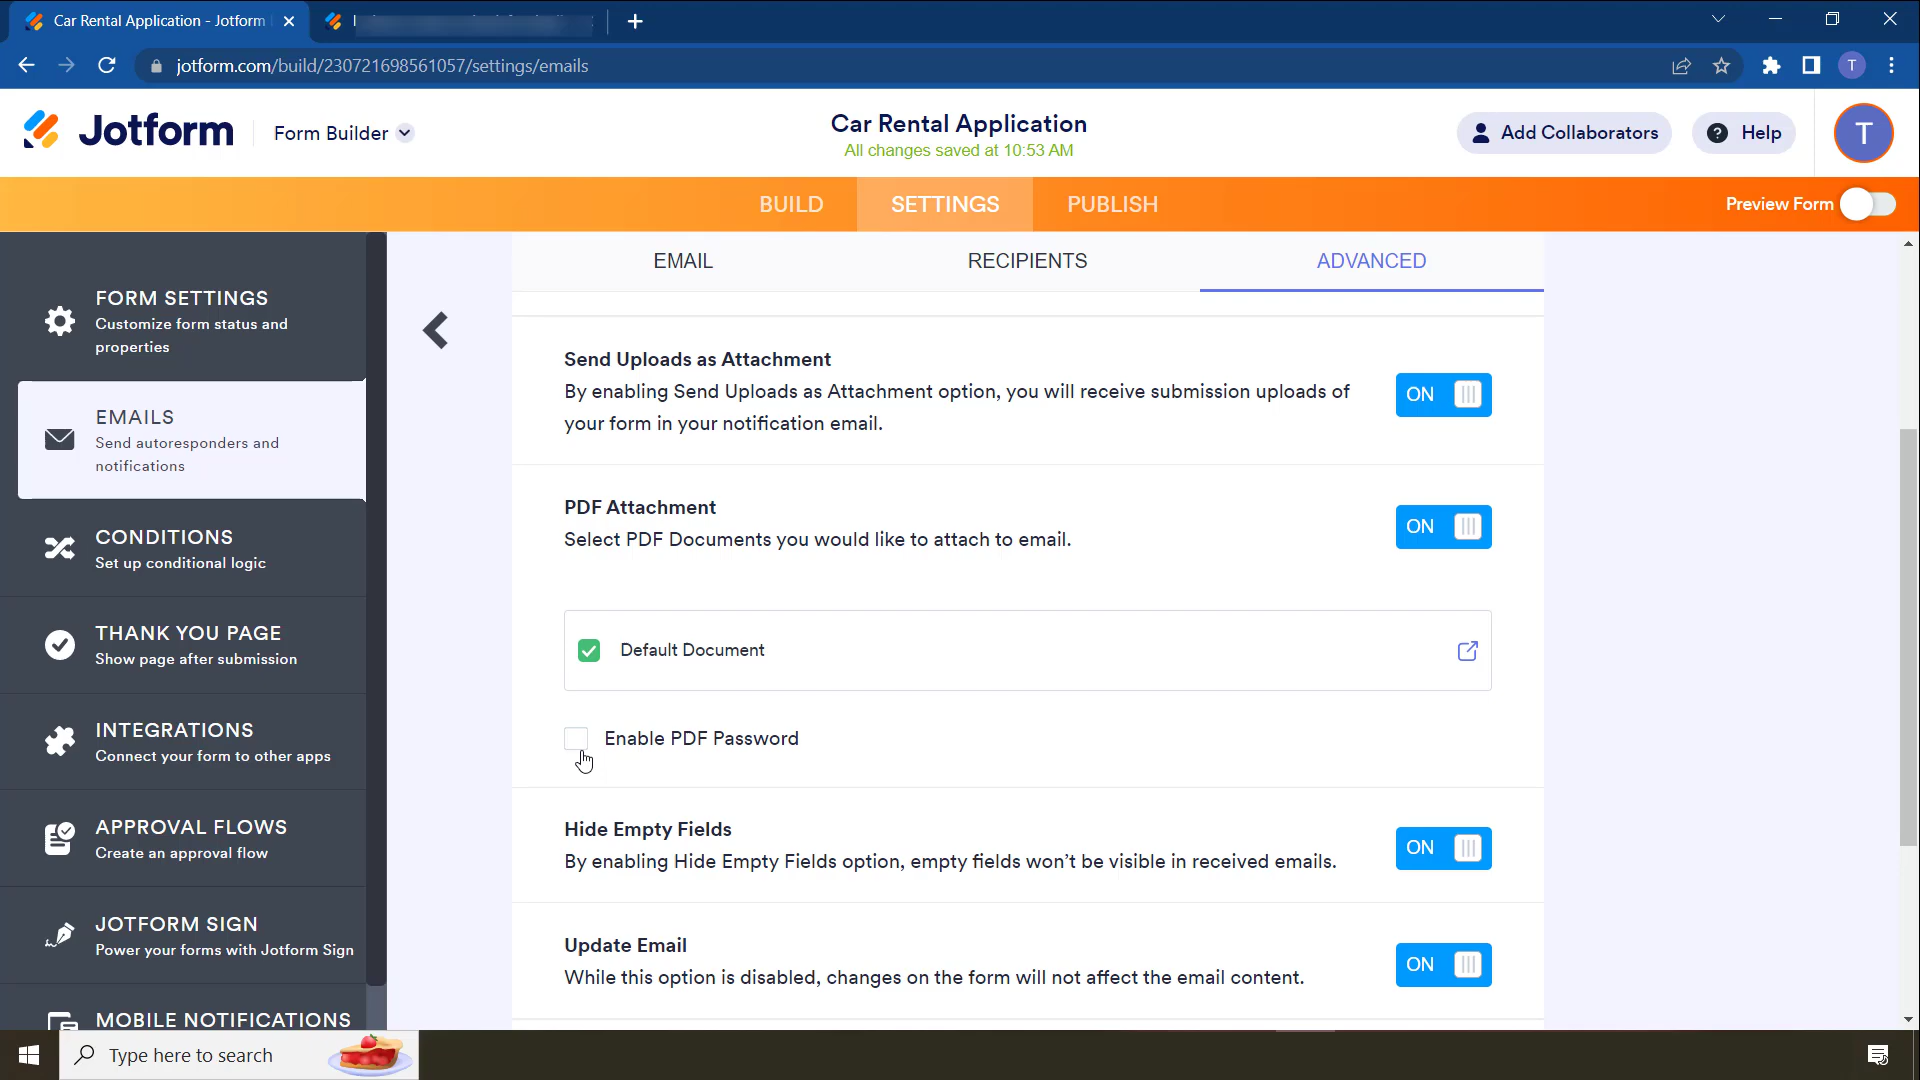 Car Rental Application - Jotform
jotform.com/build/230721698561057/settings/emails
T
Jotform
Form Builder
Car Rental Application
All changes saved at 10:53 AM
Add Collaborators
Help
T
BUILD
SETTINGS
PUBLISH
Preview Form
FORM SETTINGS
Customize form status and
properties
EMAILS
Send autoresponders and
notifications
CONDITIONS
Set up conditional logic
THANK YOU PAGE
Show page after submission
INTEGRATIONS
Connect your form to other apps
APPROVAL FLOWS
Create an approval flow
JOTFORM SIGN
Power your forms with Jotform Sign
MOBILE NOTIFICATIONS
EMAIL
RECIPIENTS
ADVANCED
Send Uploads as Attachment
By enabling Send Uploads as Attachment option, you will receive submission uploads of
your form in your notification email.
ON
PDF Attachment
Select PDF Documents you would like to attach to email.
ON
Default Document
Enable PDF Password
Hide Empty Fields
By enabling Hide Empty Fields option, empty fields won't be visible in received emails.
ON
Update Email
While this option is disabled, changes on the form will not affect the email content.
ON
Type here to search